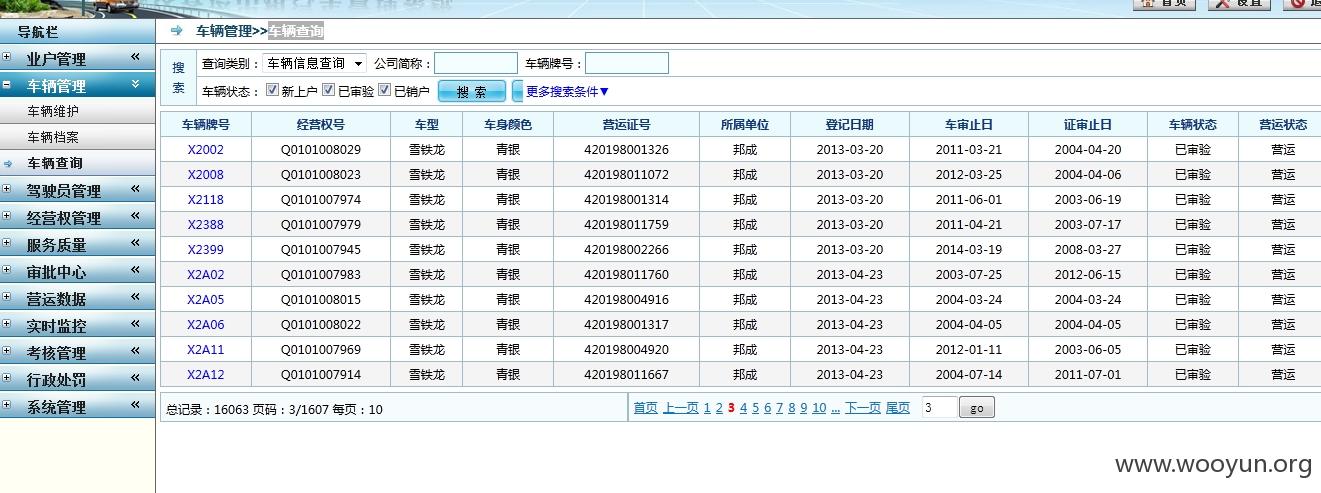 首页 设置
导航栏
业户管理
车辆管理
车辆维护
车辆档案
车辆查询
驾驶员管理
经营权管理
服务质量
审批中心
营运数据
实时监控
考核管理
行政处罚
系统管理
车辆管理>>车辆查询
搜索
查询类别： 车辆信息查询 公司简称： 车辆牌号：
车辆状态： 新上户 已审验 已销户 搜 索 更多搜索条件▼
车辆牌号 经营权号 车型 车身颜色 营运证号 所属单位 登记日期 车审止日 证审止日 车辆状态 营运状态
X2002 Q0101008029 雪铁龙 青银 420198001326 邦成 2013-03-20 2011-03-21 2004-04-20 已审验 营运
X2008 Q0101008023 雪铁龙 青银 420198011072 邦成 2013-03-20 2012-03-25 2004-04-06 已审验 营运
X2118 Q0101007974 雪铁龙 青银 420198001314 邦成 2013-03-20 2011-06-01 2003-06-19 已审验 营运
X2388 Q0101007979 雪铁龙 青银 420198011759 邦成 2013-03-20 2011-04-21 2003-07-17 已审验 营运
X2399 Q0101007945 雪铁龙 青银 420198002266 邦成 2013-03-20 2014-03-19 2008-03-27 已审验 营运
X2A02 Q0101007983 雪铁龙 青银 420198011760 邦成 2013-04-23 2003-07-25 2012-06-15 已审验 营运
X2A05 Q0101008015 雪铁龙 青银 420198004916 邦成 2013-04-23 2004-03-24 2004-03-24 已审验 营运
X2A06 Q0101008022 雪铁龙 青银 420198001317 邦成 2013-04-23 2004-04-05 2004-04-05 已审验 营运
X2A11 Q0101007969 雪铁龙 青银 420198004920 邦成 2013-04-23 2012-01-11 2003-06-05 已审验 营运
X2A12 Q0101007914 雪铁龙 青银 420198011667 邦成 2013-04-23 2004-07-14 2011-07-01 已审验 营运
总记录：16063 页码：3/1607 每页：10 首页 上一页 1 2 3 4 5 6 7 8 9 10 ... 下一页 尾页 3 go
www.wooyun.org